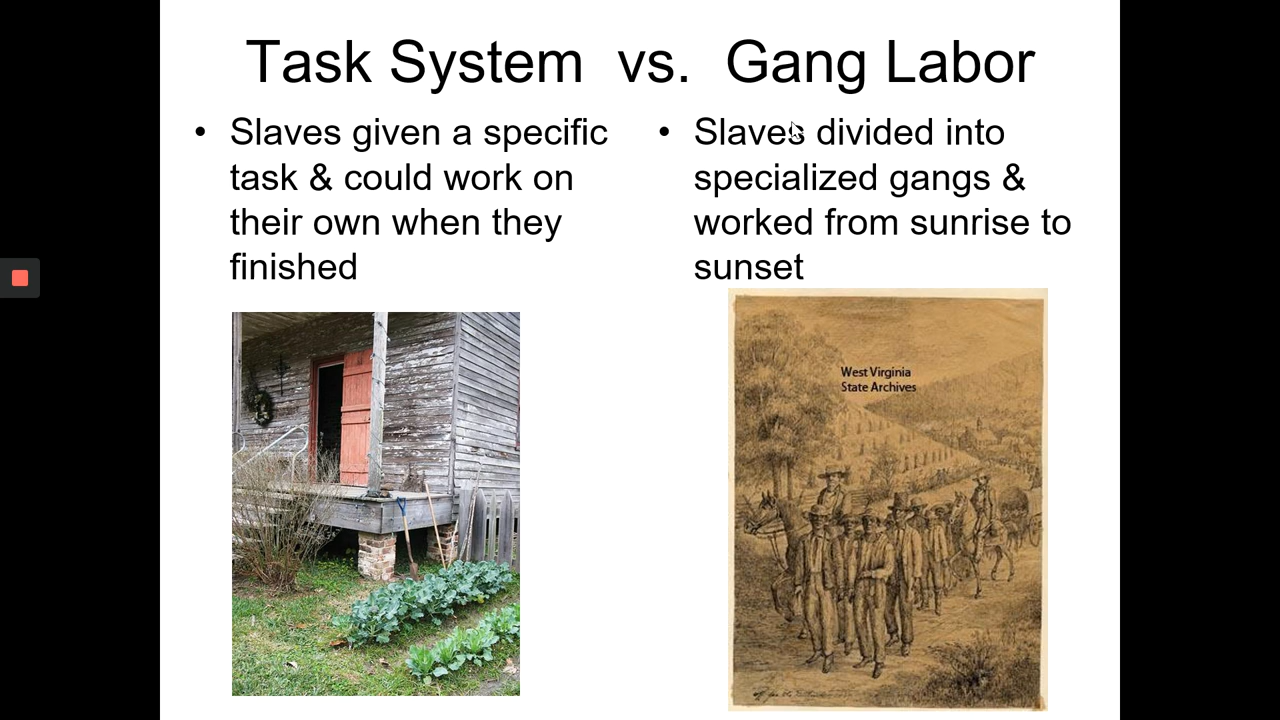 Task System vs. Gang Labor
• Slaves given a specific
task & could work on
their own when they
finished
• Slaves divided into
specialized gangs &
worked from sunrise to
sunset
West Virginia
State Archives